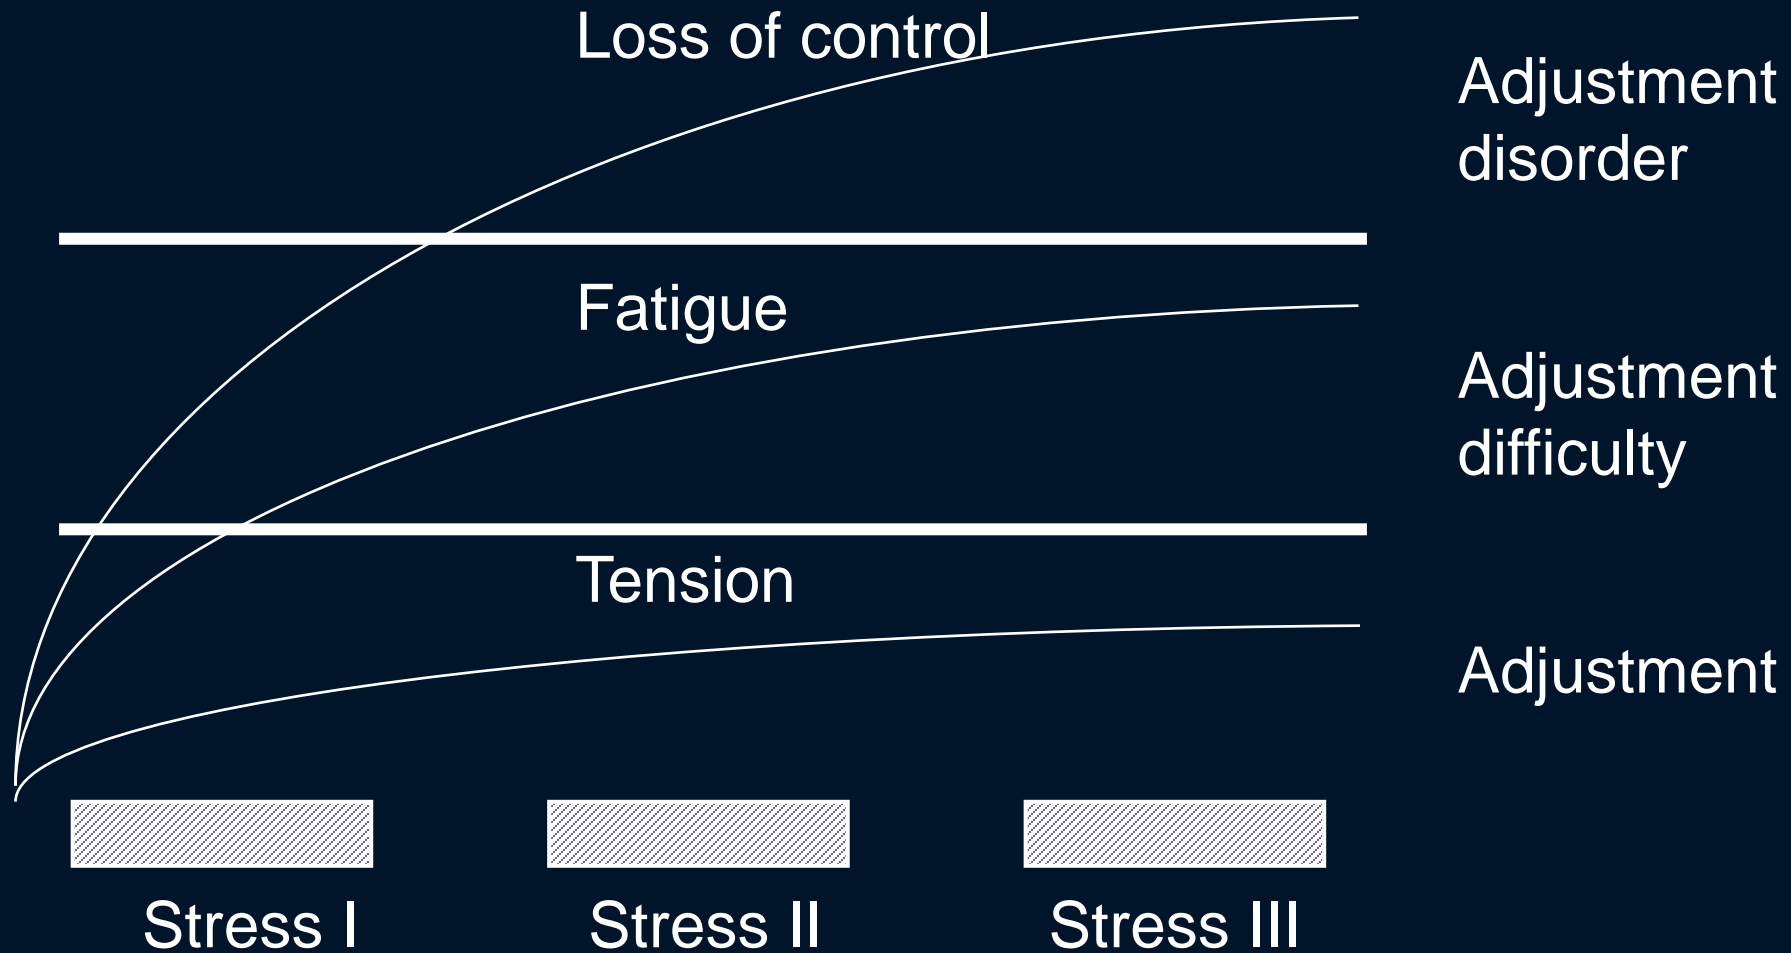 Loss of control
Adjustment
disorder
Fatigue
Adjustment
difficulty
Tension
Adjustment
Stress I
Stress II
Stress III